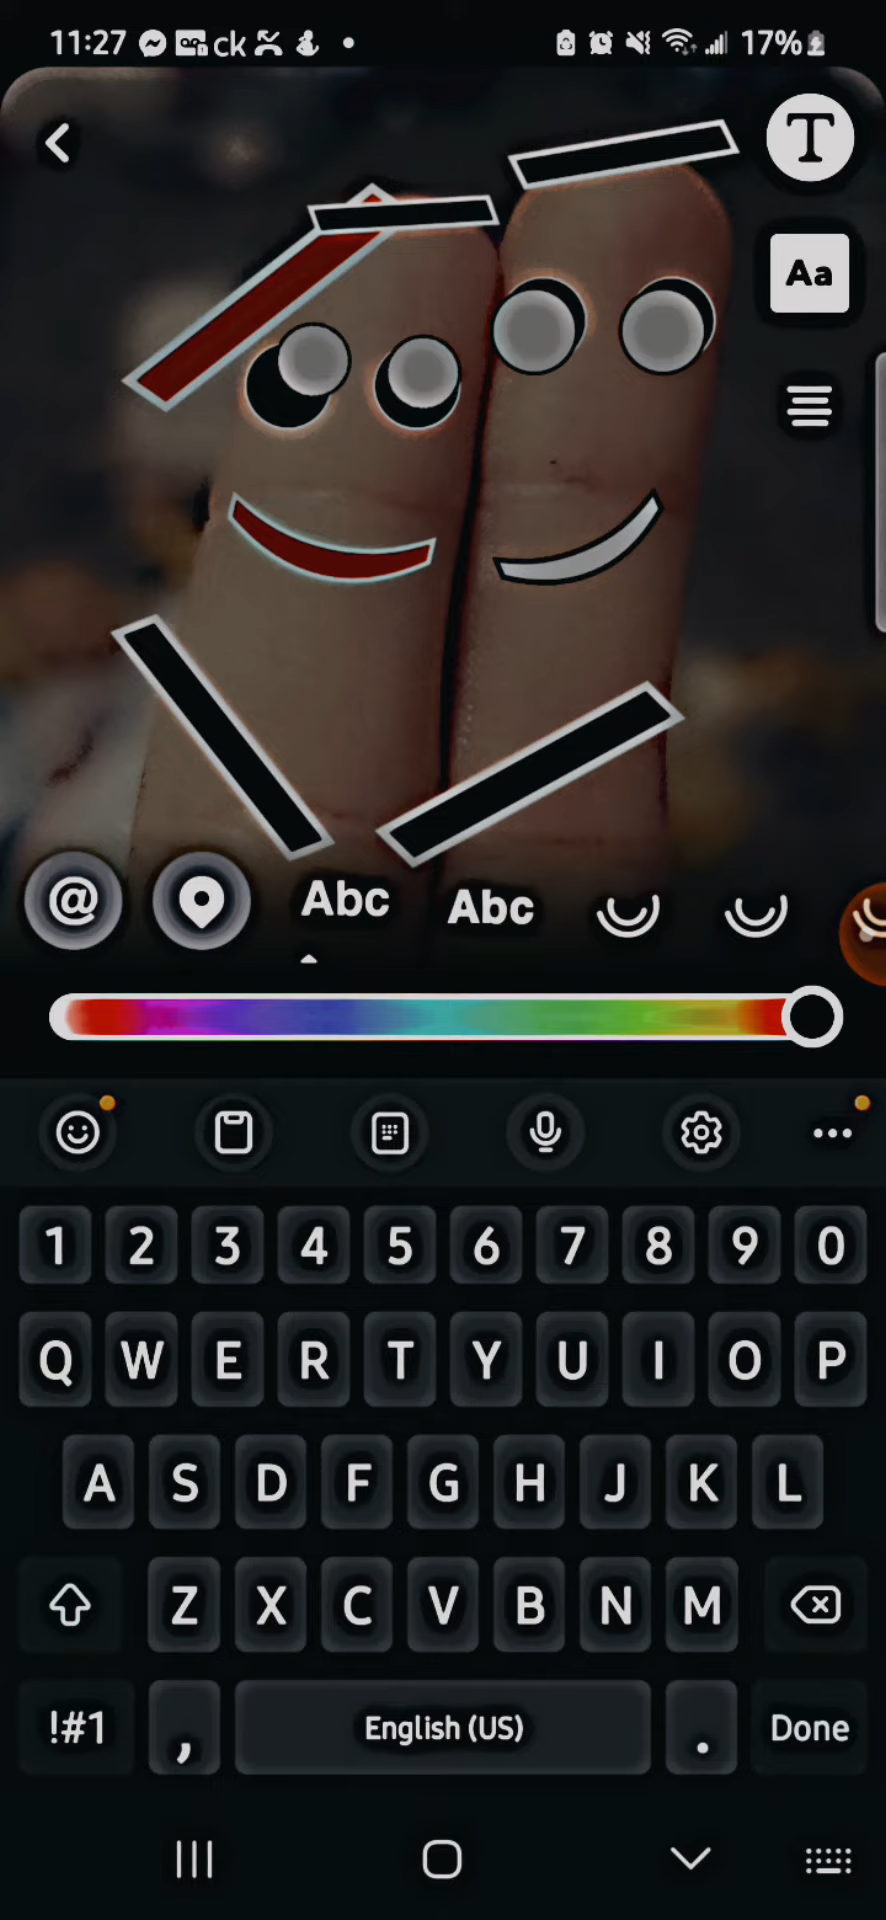 11:27 ck 17%
T
Aa
@ Abc Abc
1 2 3 4 5 6 7 8 9 0
Q W E R T Y U I O P
A S D F G H J K L
Z X C V B N M
!#1 , English (US) . Done